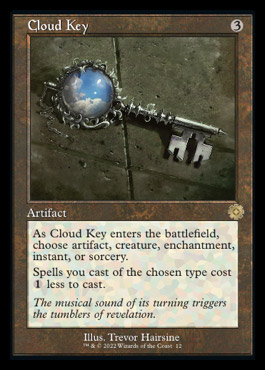 Cloud Key 3
Artifact
As Cloud Key enters the battlefield,
choose artifact, creature, enchantment,
instant, or sorcery.
Spells you cast of the chosen type cost
1 less to cast.
The musical sound of its turning triggers
the tumblers of revelation.
Illus. Trevor Hairsine
™ & © 2022 Wizards of the Coast 12